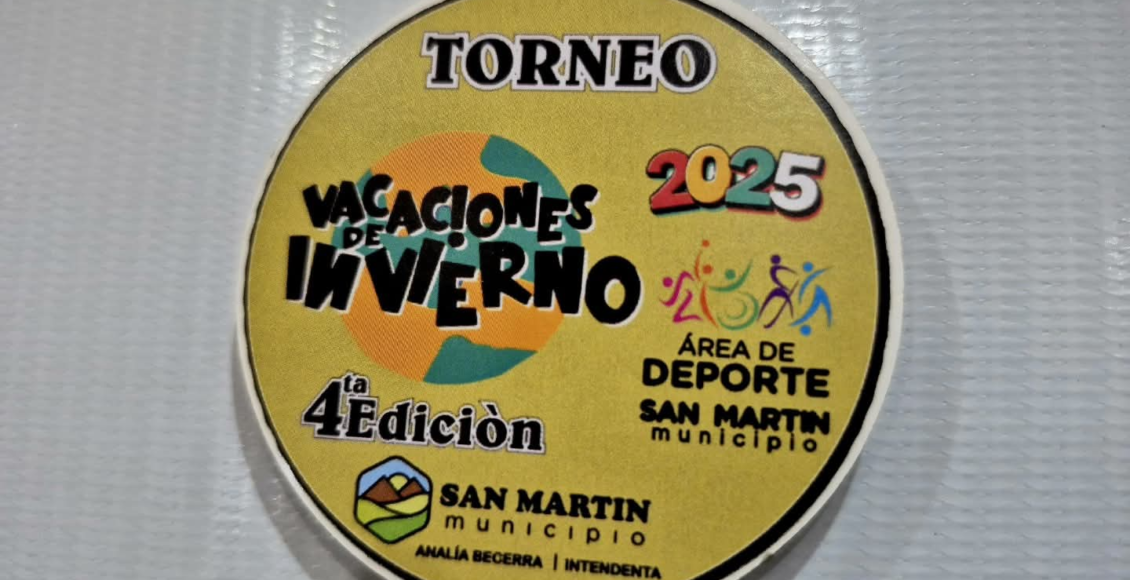 TORNEO
2025
VACACIONES
DE
INVIERNO
ÁREA DE
DEPORTE
SAN MARTIN
municipio
4ta Ediciòn
SAN MARTIN
municipio
ANALÍA BECERRA | INTENDENTA